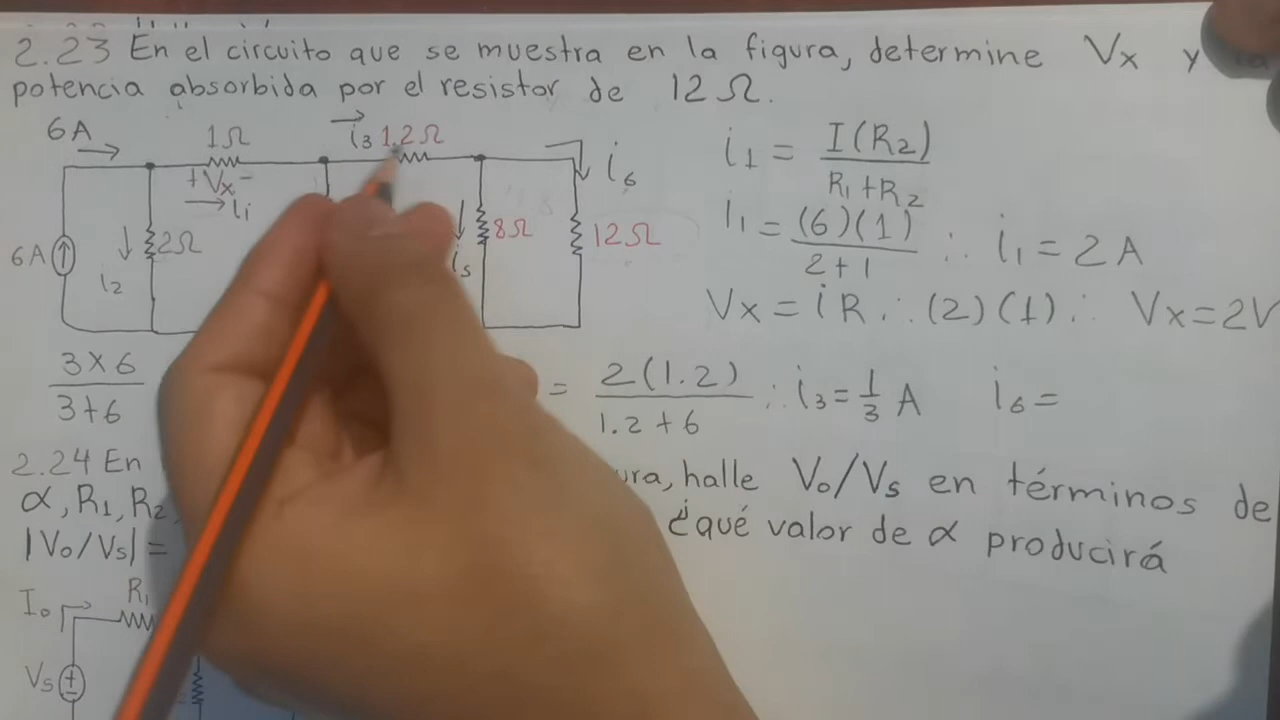 2.23 En el circuito que se muestra en la figura, determine Vx y
potencia absorbida por el resistor de 12Ω.
6A
1Ω
i3 1.2Ω
i6
+Vx-
i1
6A
2Ω
i2
8Ω
i5
12Ω
i1 = I(R2)
R1+R2
i1 = (6)(1) ∴ i1 = 2A
2+1
Vx = iR ∴ (2)(1) ∴ Vx=2V
3x6
3+6
= 2(1.2) ∴ i3 = 1/3 A i6 =
1.2+6
2.24 En halle Vo/Vs en términos de
α, R1, R2 ¿qué valor de α producirá
|Vo/Vs| =
Io
R1
Vs
+
-